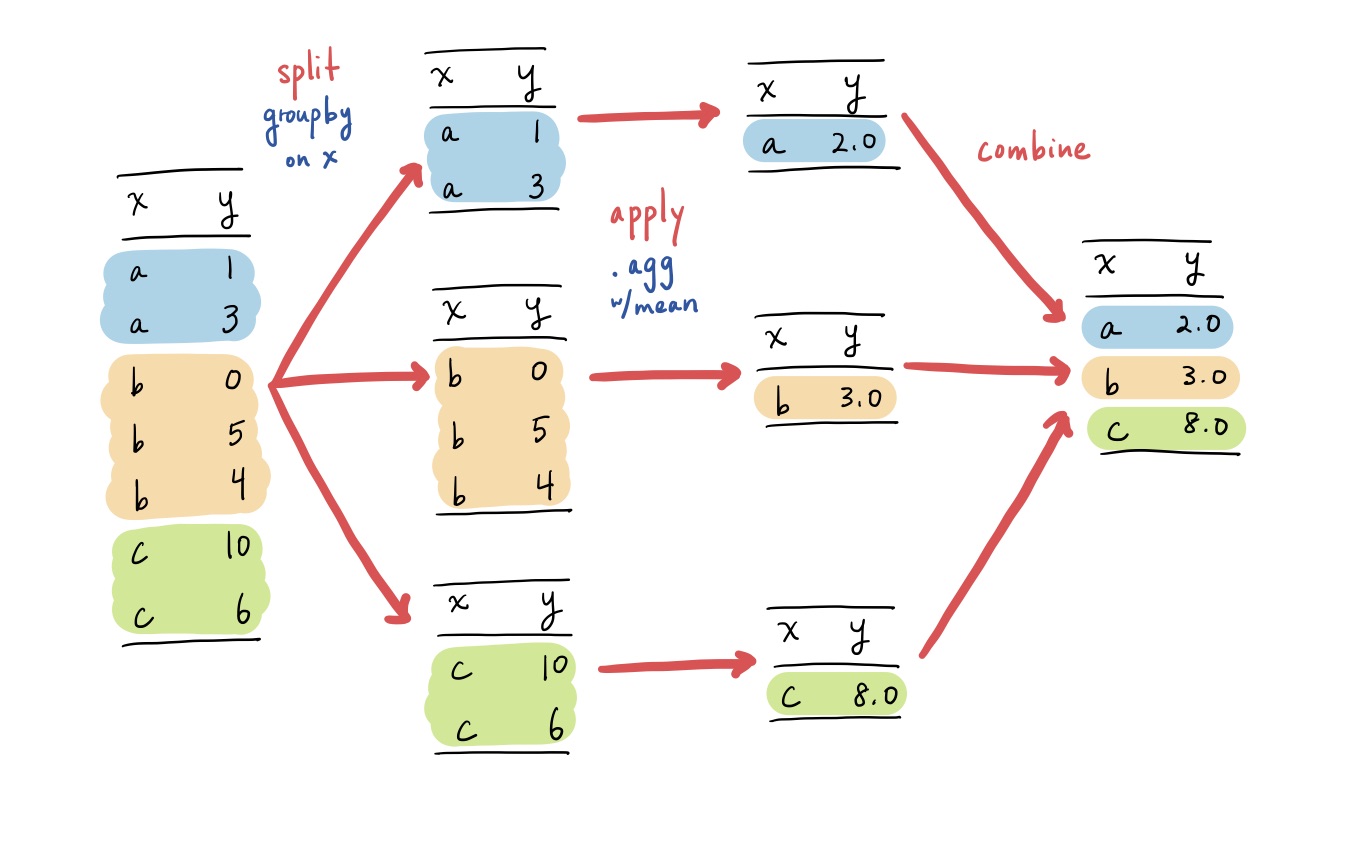 x y
a 1
a 3
b 0
b 5
b 4
c 10
c 6
split
groupby
on x
x y
a 1
a 3
x y
b 0
b 5
b 4
x y
c 10
c 6
apply
.agg
w/mean
x y
a 2.0
x y
b 3.0
x y
c 8.0
combine
x y
a 2.0
b 3.0
c 8.0